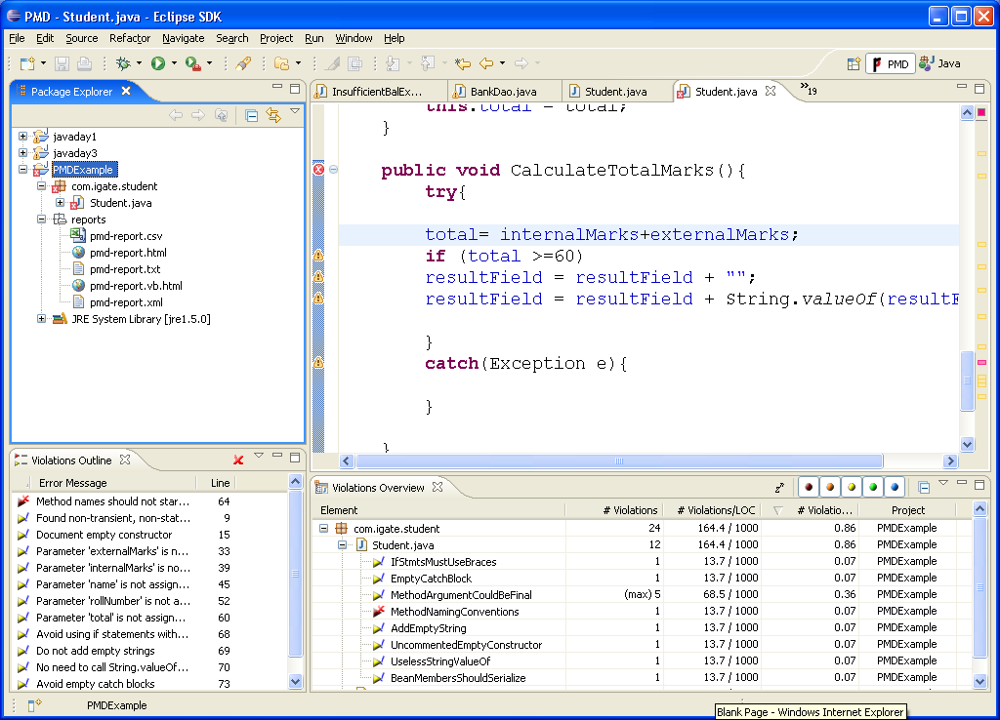 PMD - Student.java - Eclipse SDK
File Edit Source Refactor Navigate Search Project Run Window Help
PMD Java
Package Explorer
javaday1
javaday3
PMDExample
com.igate.student
Student.java
reports
pmd-report.csv
pmd-report.html
pmd-report.txt
pmd-report.vb.html
pmd-report.xml
JRE System Library [jre1.5.0]
InsufficientBalEx... BankDao.java Student.java Student.java »19
this.total = total;
}
public void CalculateTotalMarks(){
try{
total= internalMarks+externalMarks;
if (total >=60)
resultField = resultField + "";
resultField = resultField + String.valueOf(resultF
}
catch(Exception e){
}
}
Violations Outline
Error Message Line
Method names should not star... 64
Found non-transient, non-stat... 9
Document empty constructor 15
Parameter 'externalMarks' is n... 33
Parameter 'internalMarks' is no... 39
Parameter 'name' is not assign... 45
Parameter 'rollNumber' is not a... 52
Parameter 'total' is not assign... 60
Avoid using if statements with... 68
Do not add empty strings 69
No need to call String.valueOf... 70
Avoid empty catch blocks 73
Violations Overview
Element # Violations # Violations/LOC # Violatio... Project
com.igate.student 24 164.4 / 1000 0.86 PMDExample
Student.java 12 164.4 / 1000 0.86 PMDExample
IfStmtsMustUseBraces 1 13.7 / 1000 0.07 PMDExample
EmptyCatchBlock 1 13.7 / 1000 0.07 PMDExample
MethodArgumentCouldBeFinal (max) 5 68.5 / 1000 0.36 PMDExample
MethodNamingConventions 1 13.7 / 1000 0.07 PMDExample
AddEmptyString 1 13.7 / 1000 0.07 PMDExample
UncommentedEmptyConstructor 1 13.7 / 1000 0.07 PMDExample
UselessStringValueOf 1 13.7 / 1000 0.07 PMDExample
BeanMembersShouldSerialize 1 13.7 / 1000 0.07 PMDExample
PMDExample
Blank Page - Windows Internet Explorer